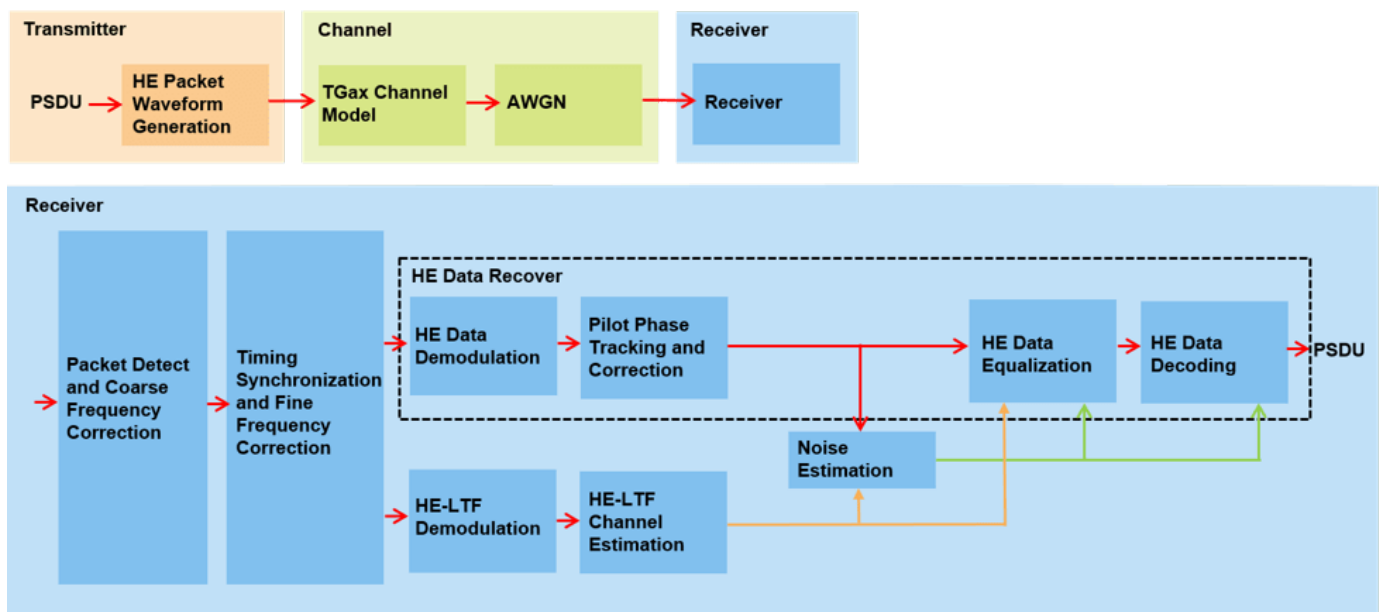 Transmitter
PSDU
HE Packet
Waveform
Generation
Channel
TGax Channel
Model
AWGN
Receiver
Receiver
Receiver
Packet Detect
and Coarse
Frequency
Correction
Timing
Synchronization
and Fine
Frequency
Correction
HE Data Recover
HE Data
Demodulation
Pilot Phase
Tracking and
Correction
HE Data
Equalization
HE Data
Decoding
PSDU
Noise
Estimation
HE-LTF
Demodulation
HE-LTF
Channel
Estimation